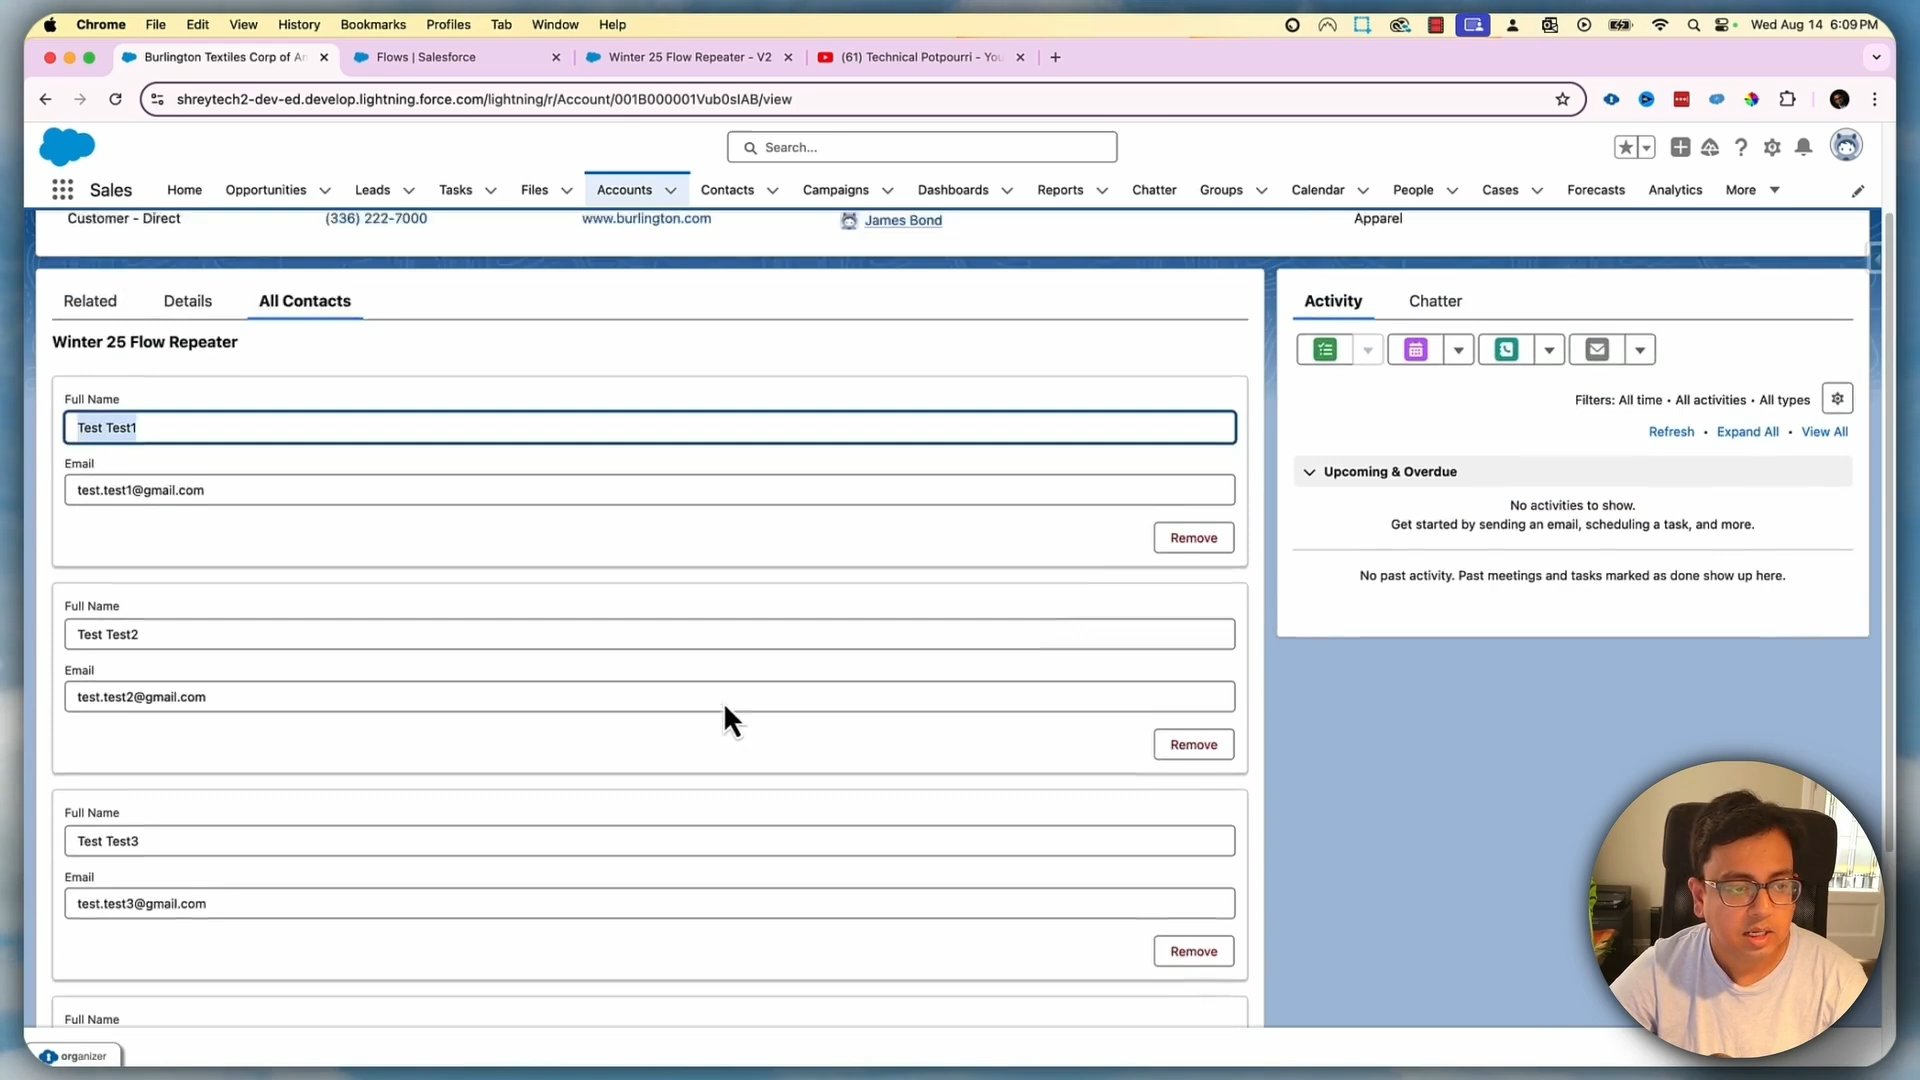 Chrome File Edit View History Bookmarks Profiles Tab Window Help Wed Aug 14 6:09 PM
Burlington Textiles Corp of Am Flows | Salesforce Winter 25 Flow Repeater - V2 (61) Technical Potpourri - You
shreytech2-dev-ed.develop.lightning.force.com/lightning/r/Account/001B000001Vub0sIAB/view
Search...
Sales Home Opportunities Leads Tasks Files Accounts Contacts Campaigns Dashboards Reports Chatter Groups Calendar People Cases Forecasts Analytics More
Customer - Direct (336) 222-7000 www.burlington.com James Bond Apparel
Related Details All Contacts
Winter 25 Flow Repeater
Full Name
Test Test1
Email
test.test1@gmail.com
Remove
Full Name
Test Test2
Email
test.test2@gmail.com
Remove
Full Name
Test Test3
Email
test.test3@gmail.com
Remove
Full Name
Activity Chatter
Filters: All time • All activities • All types
Refresh • Expand All • View All
Upcoming & Overdue
No activities to show.
Get started by sending an email, scheduling a task, and more.
No past activity. Past meetings and tasks marked as done show up here.
organizer